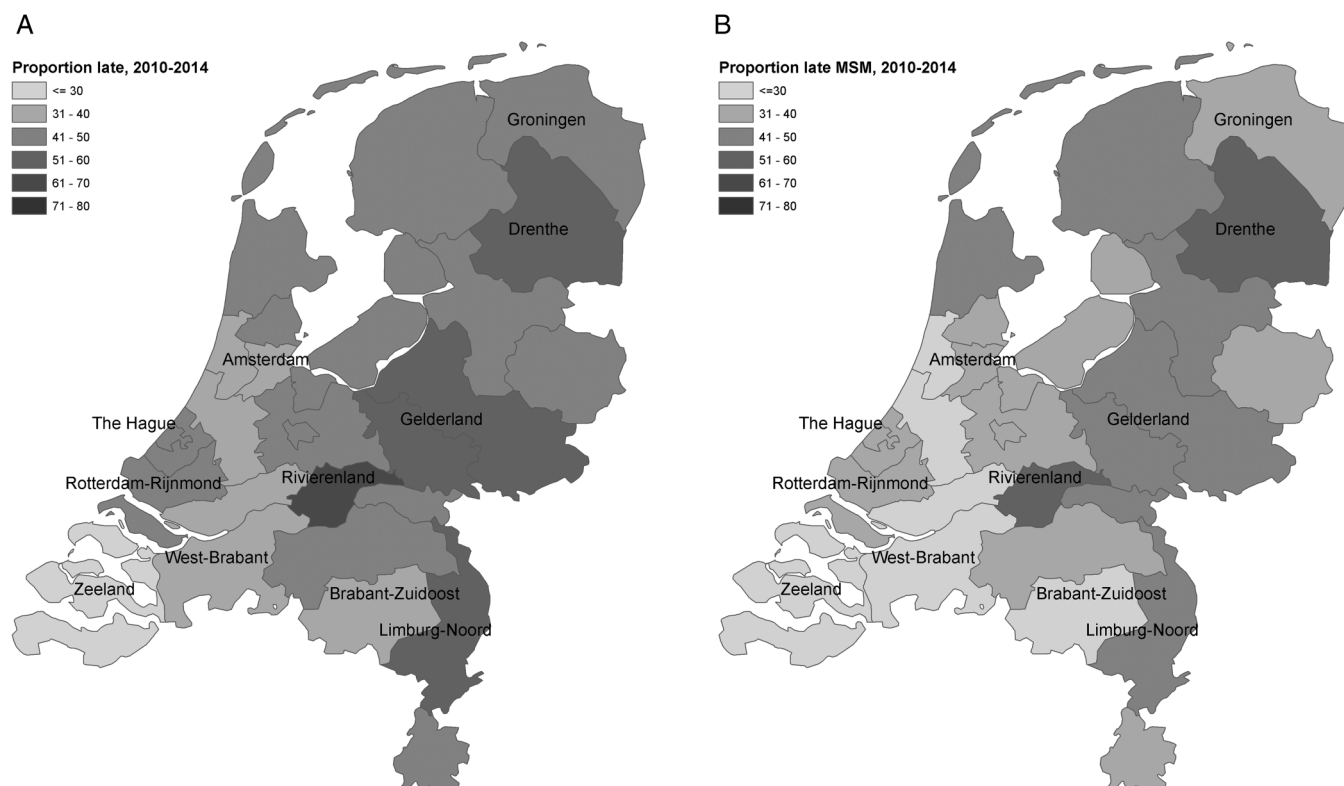 A
Proportion late, 2010-2014
<= 30
31 - 40
41 - 50
51 - 60
61 - 70
71 - 80
Groningen
Drenthe
Amsterdam
The Hague
Gelderland
Rotterdam-Rijnmond
Rivierenland
West-Brabant
Zeeland
Brabant-Zuidoost
Limburg-Noord
B
Proportion late MSM, 2010-2014
<=30
31 - 40
41 - 50
51 - 60
61 - 70
71 - 80
Groningen
Drenthe
Amsterdam
The Hague
Gelderland
Rotterdam-Rijnmond
Rivierenland
West-Brabant
Zeeland
Brabant-Zuidoost
Limburg-Noord